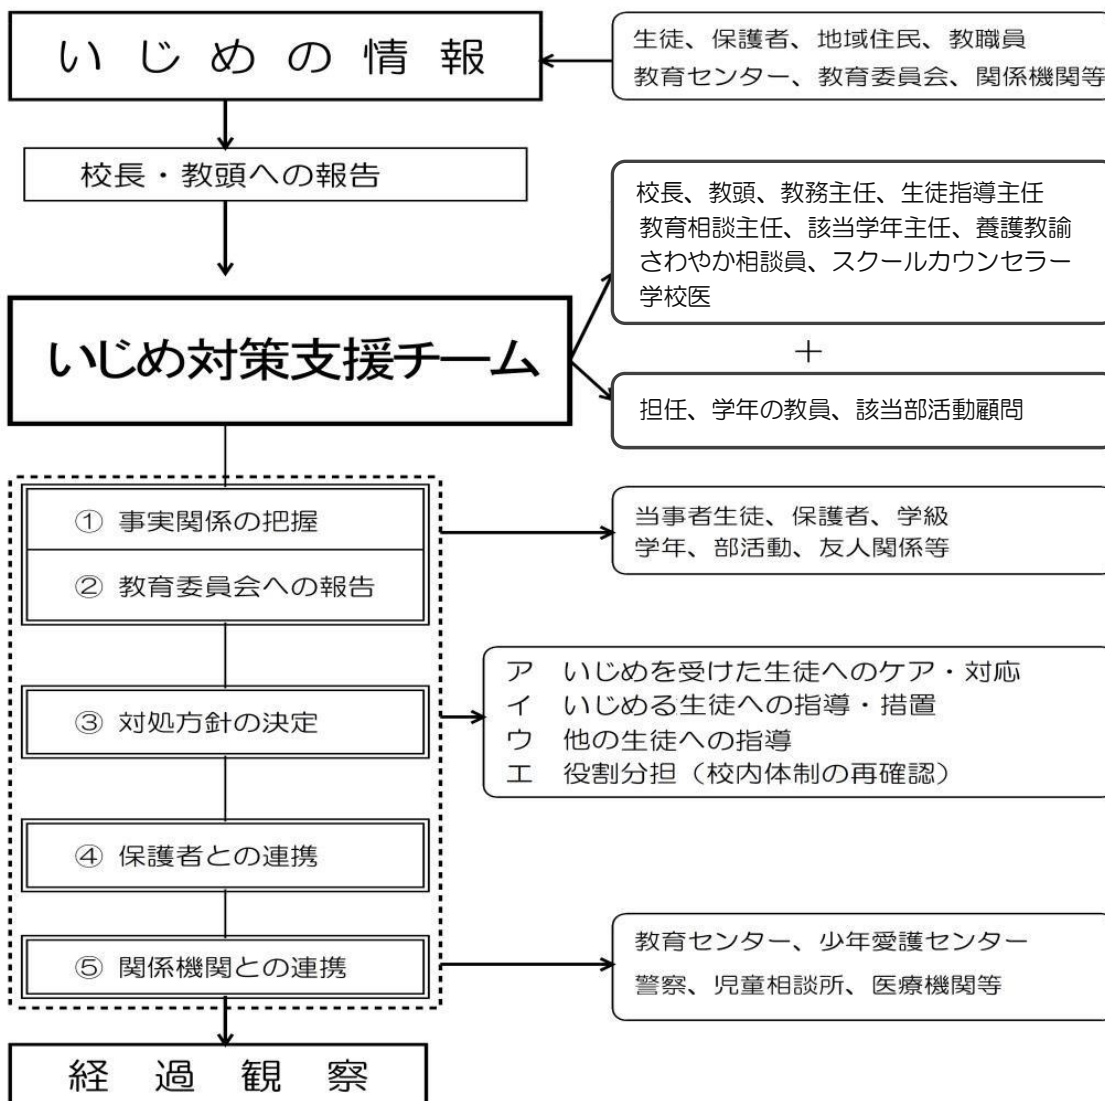 いじめの情報
生徒、保護者、地域住民、教職員
教育センター、教育委員会、関係機関等
校長・教頭への報告
校長、教頭、教務主任、生徒指導主任
教育相談主任、該当学年主任、養護教諭
さわやか相談員、スクールカウンセラー
学校医
いじめ対策支援チーム
＋
担任、学年の教員、該当部活動顧問
① 事実関係の把握
② 教育委員会への報告
当事者生徒、保護者、学級
学年、部活動、友人関係等
③ 対処方針の決定
ア いじめを受けた生徒へのケア・対応
イ いじめる生徒への指導・措置
ウ 他の生徒への指導
エ 役割分担（校内体制の再確認）
④ 保護者との連携
⑤ 関係機関との連携
教育センター、少年愛護センター
警察、児童相談所、医療機関等
経過観察